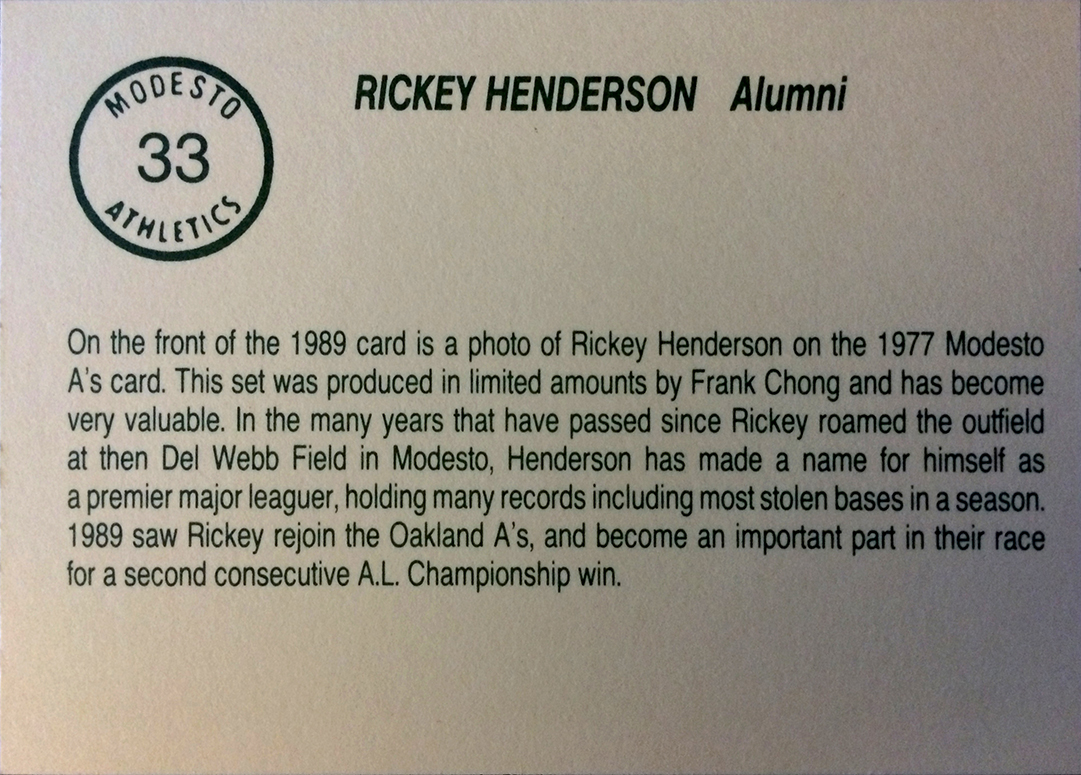 MODESTO
33
ATHLETICS
RICKEY HENDERSON Alumni
On the front of the 1989 card is a photo of Rickey Henderson on the 1977 Modesto
A's card. This set was produced in limited amounts by Frank Chong and has become
very valuable. In the many years that have passed since Rickey roamed the outfield
at then Del Webb Field in Modesto, Henderson has made a name for himself as
a premier major leaguer, holding many records including most stolen bases in a season.
1989 saw Rickey rejoin the Oakland A's, and become an important part in their race
for a second consecutive A.L. Championship win.